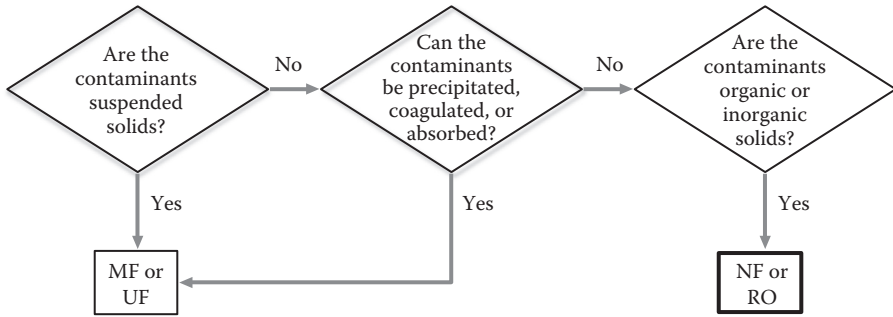 Are the
contaminants
suspended
solids?
No
Can the
contaminants
be precipitated,
coagulated, or
absorbed?
No
Are the
contaminants
organic or
inorganic
solids?
Yes
Yes
Yes
MF or
UF
NF or
RO